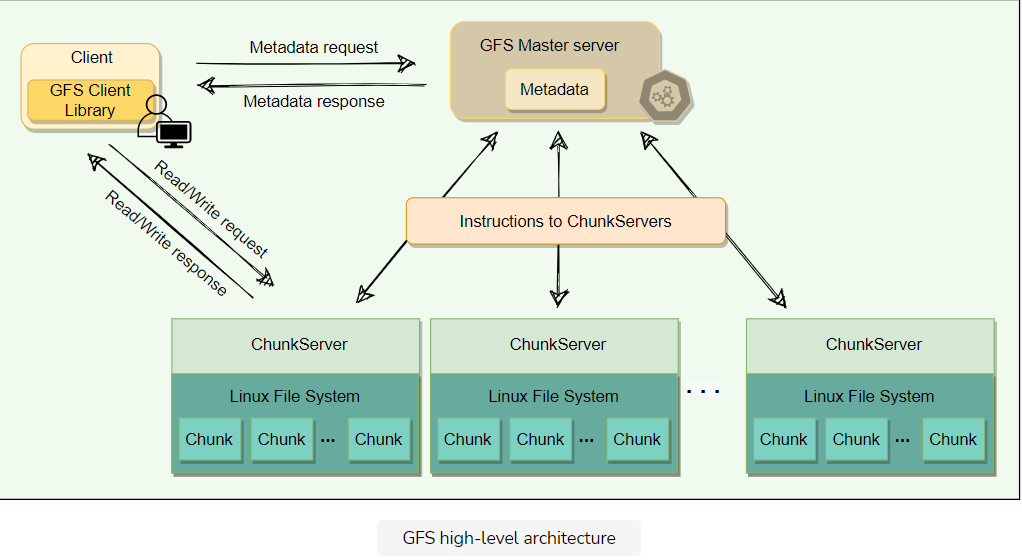 Client
GFS Client
Library
Metadata request
Metadata response
GFS Master server
Metadata
Read/Write request
Read/Write response
Instructions to ChunkServers
ChunkServer
Linux File System
Chunk Chunk ... Chunk
ChunkServer
Linux File System
Chunk Chunk ... Chunk
. . .
ChunkServer
Linux File System
Chunk Chunk ... Chunk
GFS high-level architecture